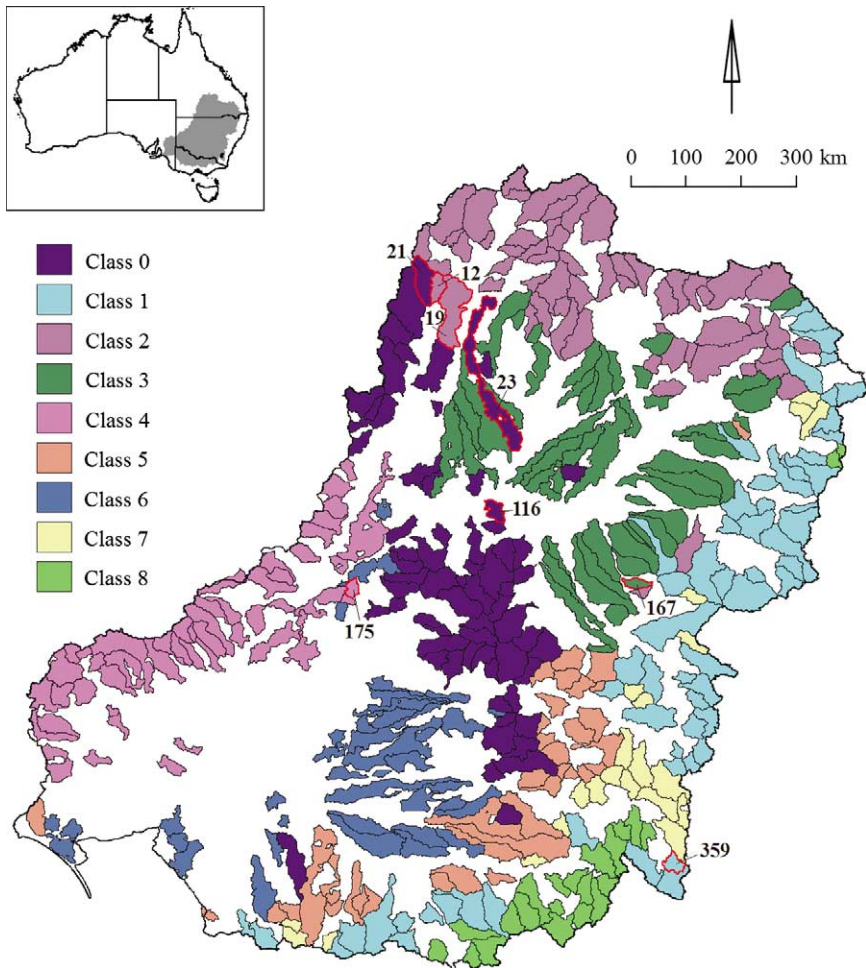 0 100 200 300 km
21
12
19
23
116
167
175
359
Class 0
Class 1
Class 2
Class 3
Class 4
Class 5
Class 6
Class 7
Class 8